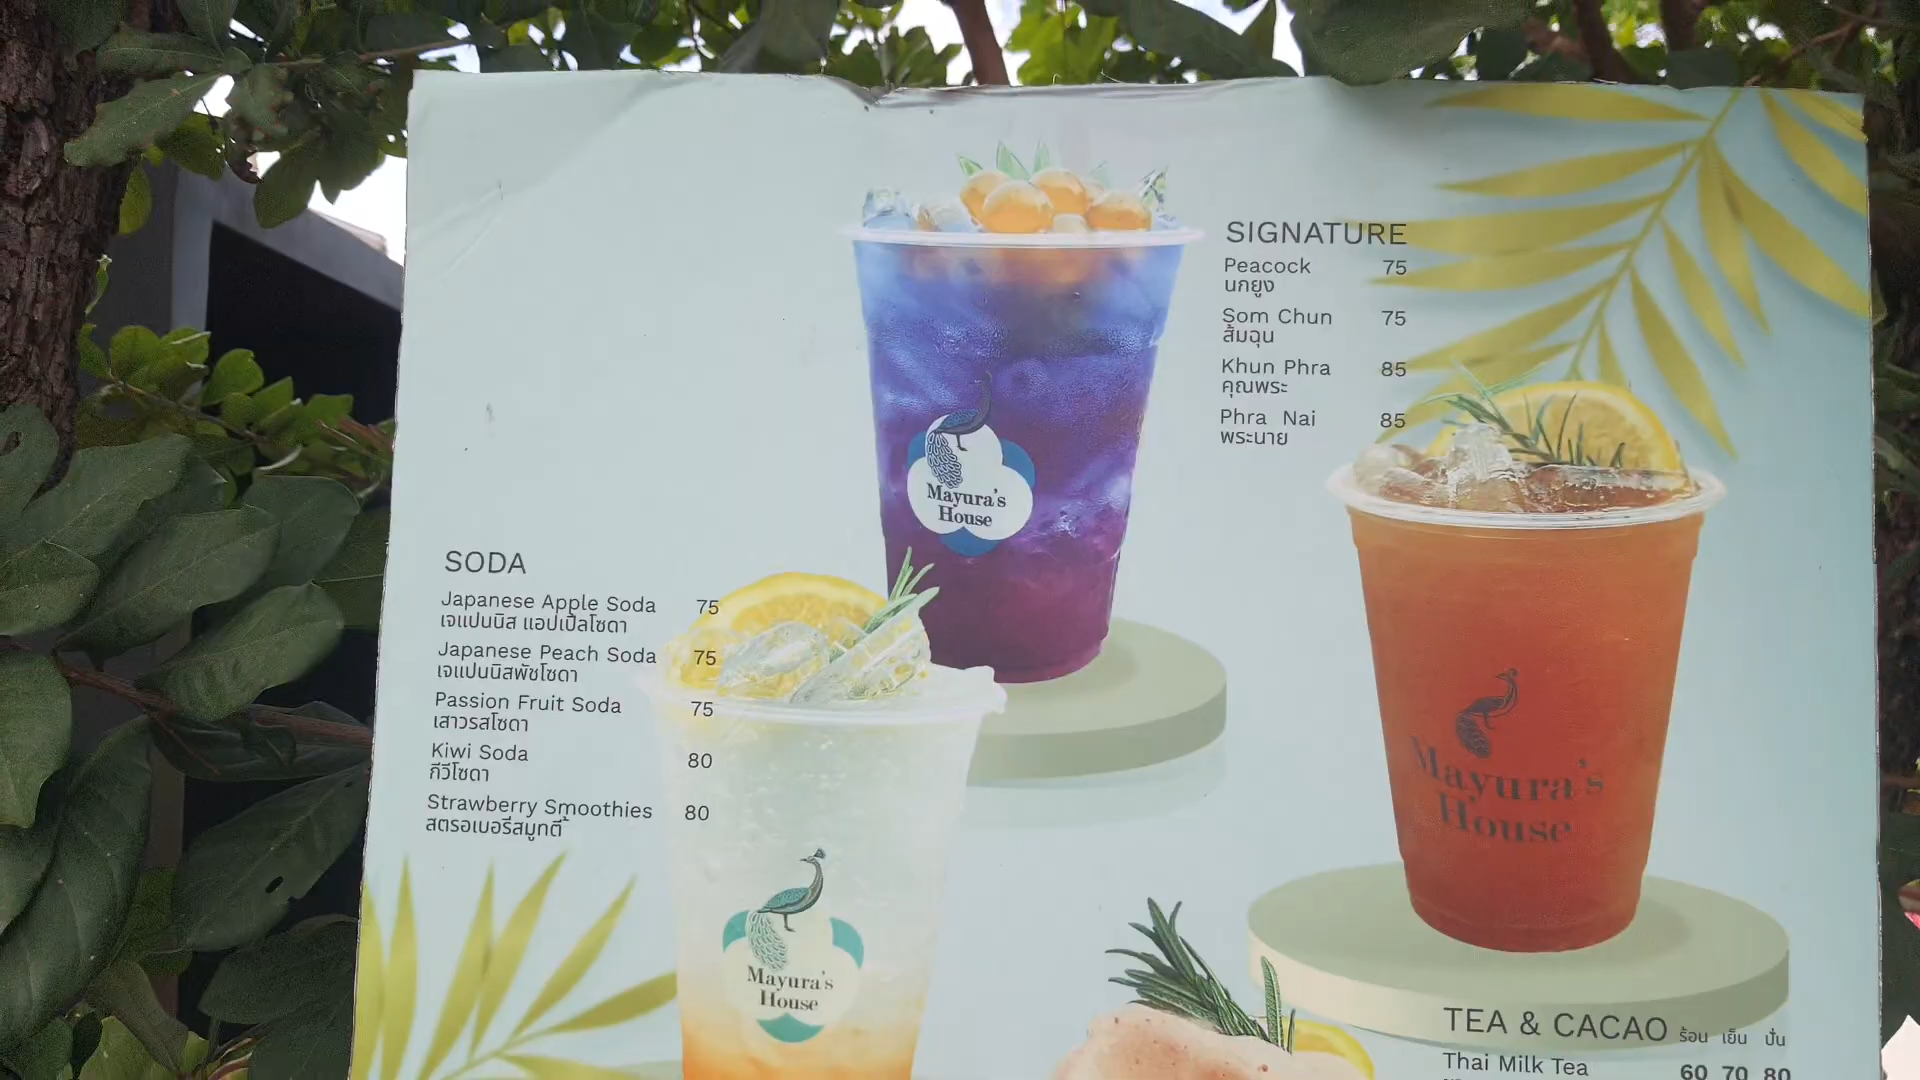 SIGNATURE
Peacock 75
นกยูง
Som Chun 75
ส้มฉุน
Khun Phra 85
คุณพระ
Phra Nai 85
พระนาย
Mayura's
House
SODA
Japanese Apple Soda 75
เจแปนนิส แอปเปิ้ลโซดา
Japanese Peach Soda 75
เจแปนนิสพัชโซดา
Passion Fruit Soda 75
เสาวรสโซดา
Kiwi Soda 80
กีวีโซดา
Strawberry Smoothies 80
สตรอเบอรีสมูทตี้
Mayura's
House
Mayura's
House
TEA & CACAO ร้อน เย็น ปั่น
Thai Milk Tea 60 70 80